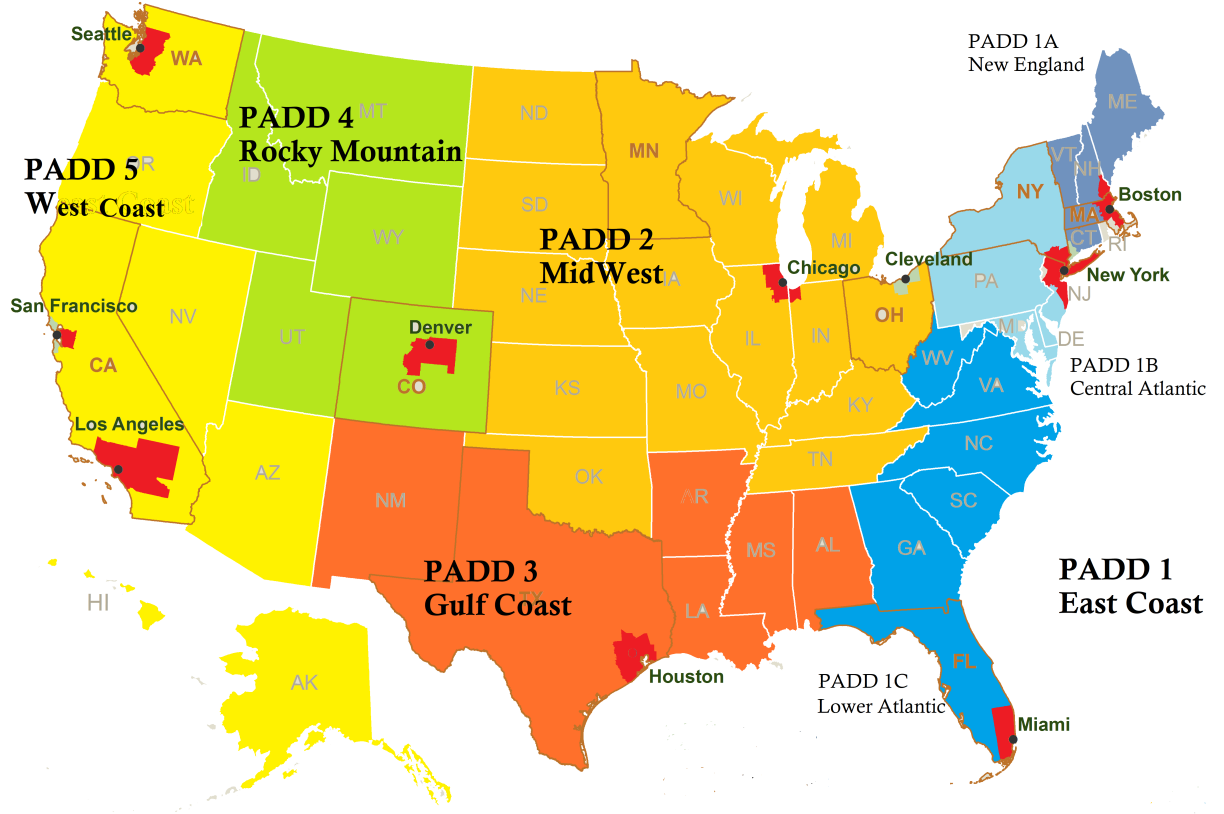 Seattle
WA
PADD 1A
New England
ME
PADD 4
Rocky Mountain
MT
ND
MN
VT
NH
PADD 5
West Coast
OR
ID
SD
WI
MI
NY
Boston
MA
CT
RI
WY
PADD 2
MidWest
IA
NE
Chicago
Cleveland
PA
New York
NJ
San Francisco
NV
UT
Denver
CO
IL
IN
OH
MD
DE
WV
PADD 1B
Central Atlantic
CA
KS
MO
KY
VA
Los Angeles
AZ
NM
OK
AR
TN
NC
SC
MS
AL
GA
PADD 3
Gulf Coast
TX
LA
PADD 1
East Coast
HI
AK
Houston
FL
PADD 1C
Lower Atlantic
Miami